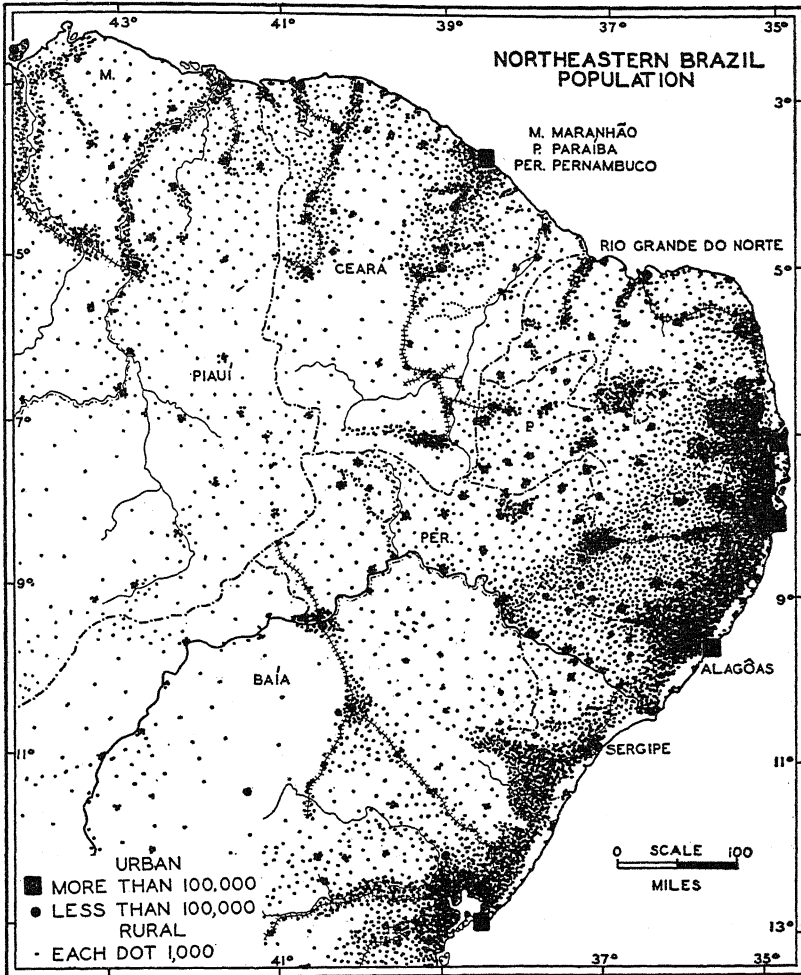 43°
41°
39°
37°
35°
NORTHEASTERN BRAZIL
POPULATION
M. MARANHÃO
P. PARAÍBA
PER. PERNAMBUCO
M.
3°
RIO GRANDE DO NORTE
5°
5°
CEARÁ
PIAUÍ
7°
P.
7°
PER.
9°
9°
ALAGÔAS
BAÍA
11°
SERGIPE
11°
URBAN
MORE THAN 100.000
LESS THAN 100,000
RURAL
EACH DOT 1,000
0 SCALE 100
MILES
13°
41°
39°
37°
35°